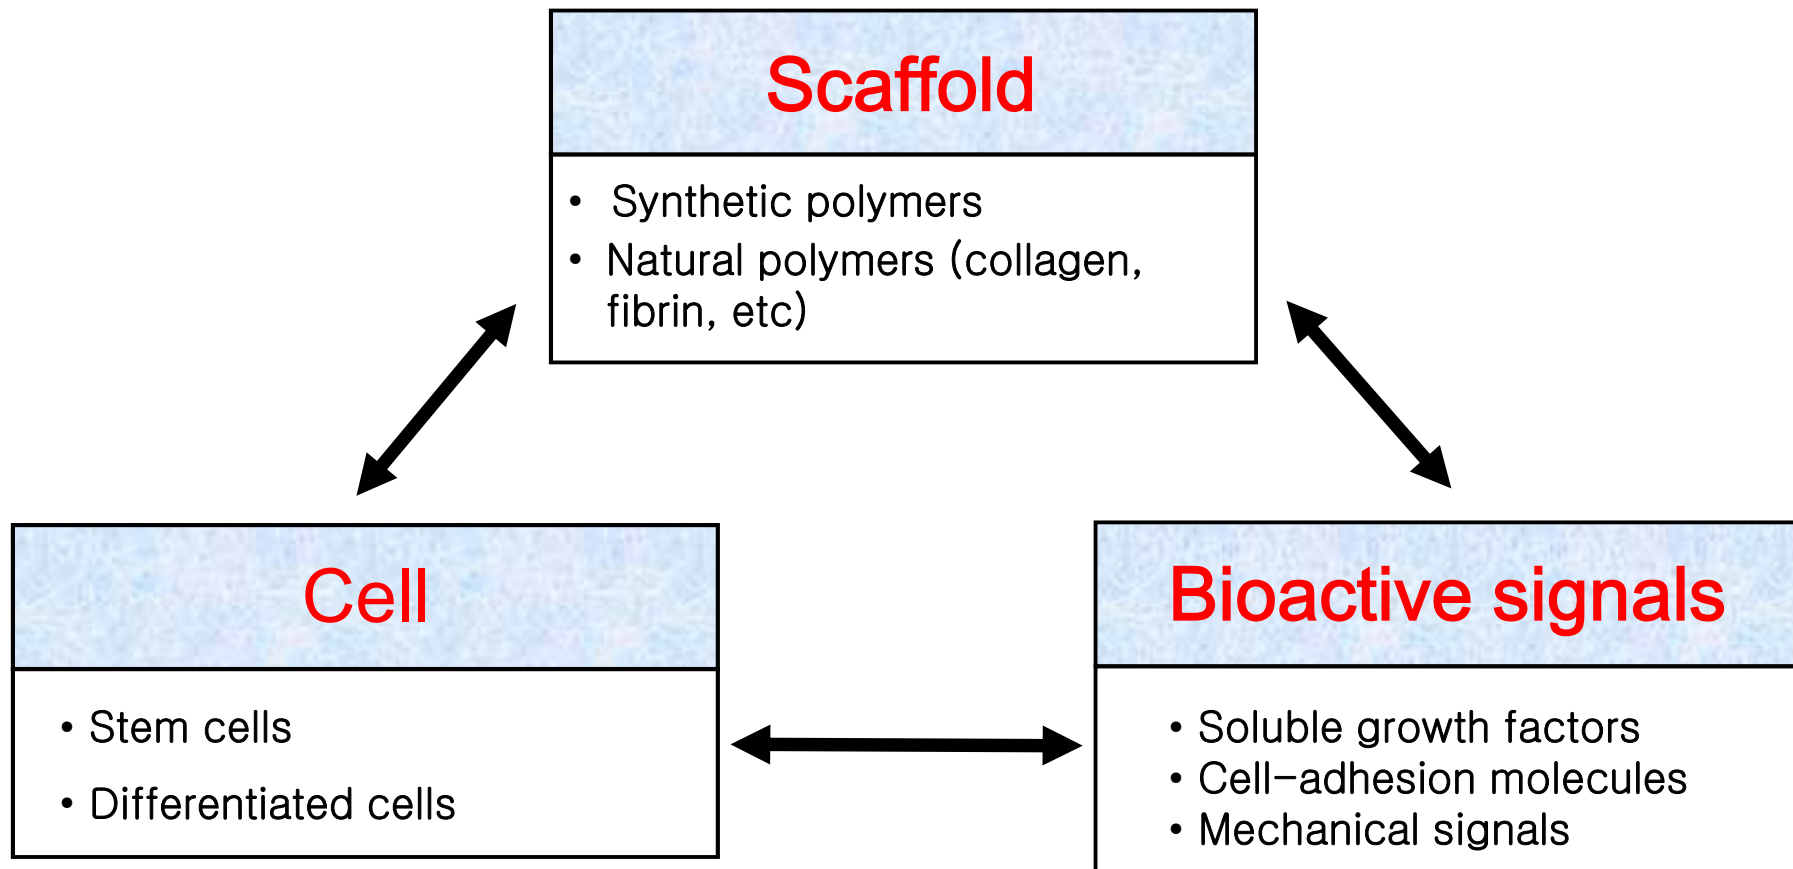 Scaffold
• Synthetic polymers
• Natural polymers (collagen,
fibrin, etc)
Cell
• Stem cells
• Differentiated cells
Bioactive signals
• Soluble growth factors
• Cell-adhesion molecules
• Mechanical signals